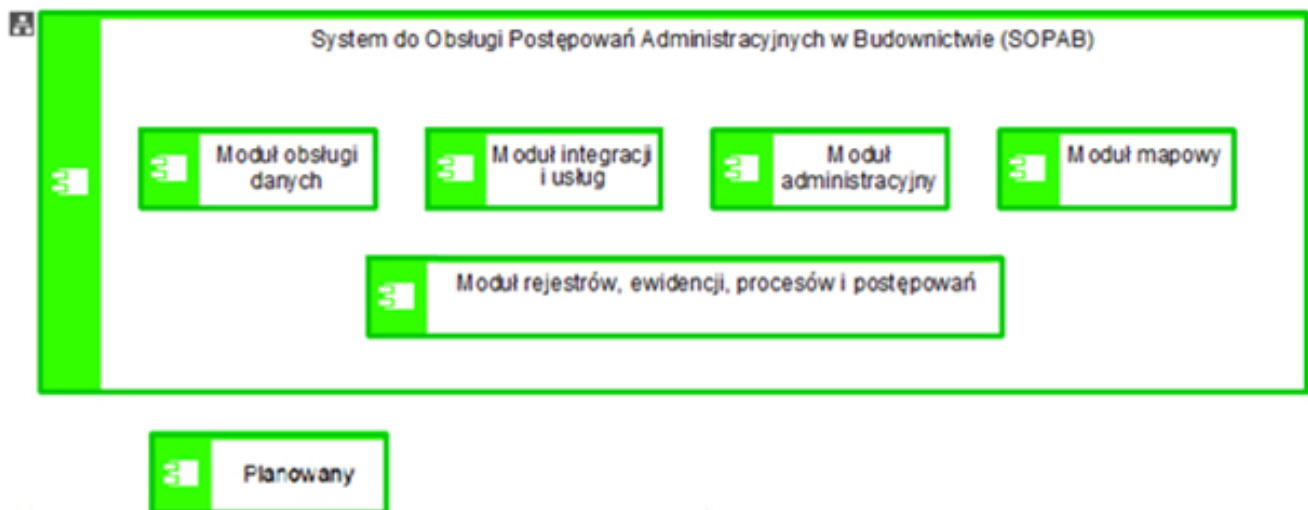 System do Obsługi Postępowań Administracyjnych w Budownictwie (SOPAB)
Moduł obsługi
danych
Moduł integracji
i usług
Moduł
administracyjny
Moduł mapowy
Moduł rejestrów, ewidencji, procesów i postępowań
Planowany